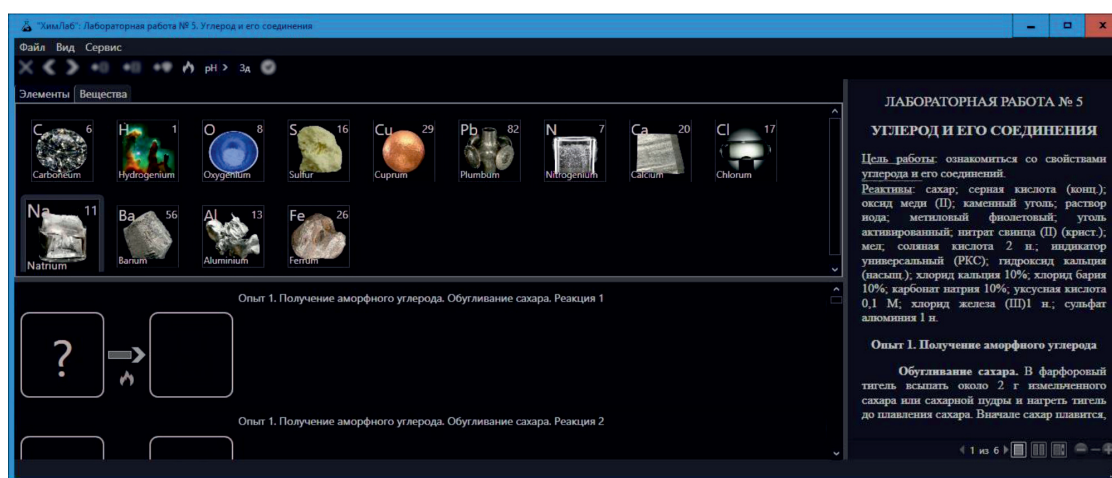 "ХимЛаб": Лабораторная работа № 5. Углерод и его соединения
Файл Вид Сервис
pH > Зд
Элементы Вещества
C 6
Carboneum
H 1
Hydrogenium
O 8
Oxygenium
S 16
Sulfur
Cu 29
Cuprum
Pb 82
Plumbum
N 7
Nitrogenium
Ca 20
Calcium
Cl 17
Chlorum
Na 11
Natrium
Ba 56
Barium
Al 13
Aluminium
Fe 26
Ferrum
Опыт 1. Получение аморфного углерода. Обугливание сахара. Реакция 1
?
Опыт 1. Получение аморфного углерода. Обугливание сахара. Реакция 2
ЛАБОРАТОРНАЯ РАБОТА № 5
УГЛЕРОД И ЕГО СОЕДИНЕНИЯ
Цель работы: ознакомиться со свойствами
углерода и его соединений.
Реактивы: сахар; серная кислота (конц.);
оксид меди (II); каменный уголь; раствор
иода; метиловый фиолетовый; уголь
активированный; нитрат свинца (II) (крист.);
мел; соляная кислота 2 н.; индикатор
универсальный (РКС); гидроксид кальция
(насыщ.); хлорид кальция 10%; хлорид бария
10%; карбонат натрия 10%; уксусная кислота
0,1 М; хлорид железа (III)1 н.; сульфат
алюминия 1 н.
Опыт 1. Получение аморфного углерода
Обугливание сахара. В фарфоровый
тигель всыпать около 2 г измельченного
сахара или сахарной пудры и нагреть тигель
до плавления сахара. Вначале сахар плавится,
1 из 6